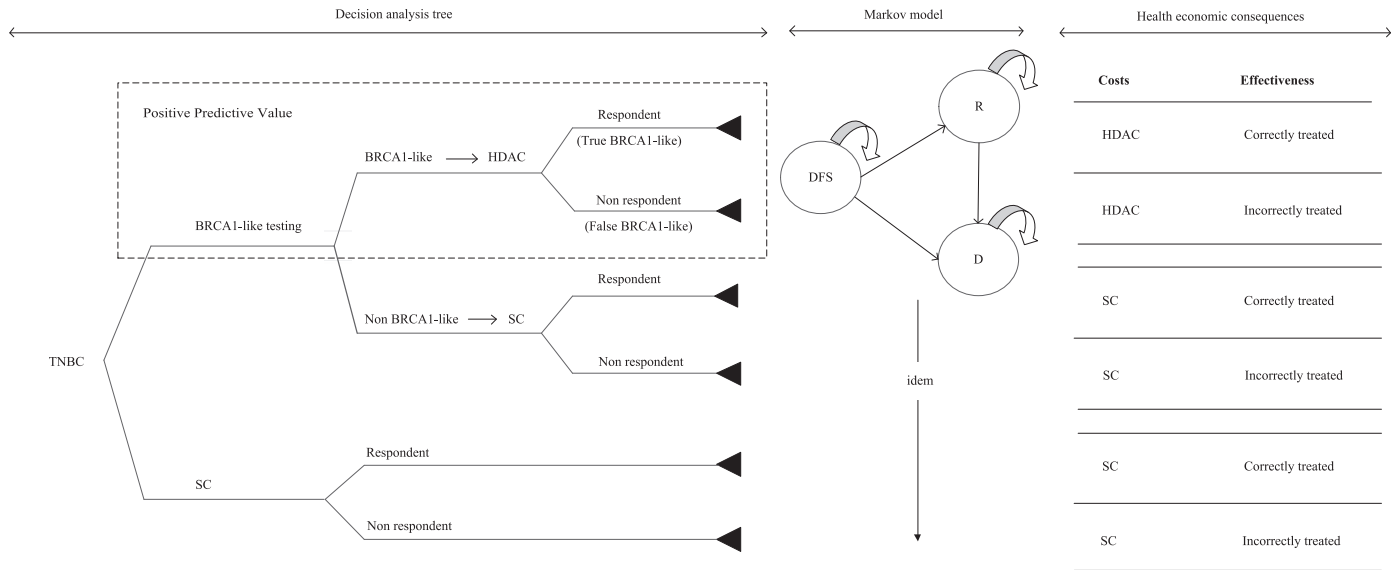 Decision analysis tree
Markov model
Health economic consequences
Positive Predictive Value
BRCA1-like testing
BRCA1-like
HDAC
Respondent
(True BRCA1-like)
Non respondent
(False BRCA1-like)
Non BRCA1-like
SC
Respondent
Non respondent
TNBC
SC
Respondent
Non respondent
DFS
R
D
idem
Costs Effectiveness
HDAC Correctly treated
HDAC Incorrectly treated
SC Correctly treated
SC Incorrectly treated
SC Correctly treated
SC Incorrectly treated